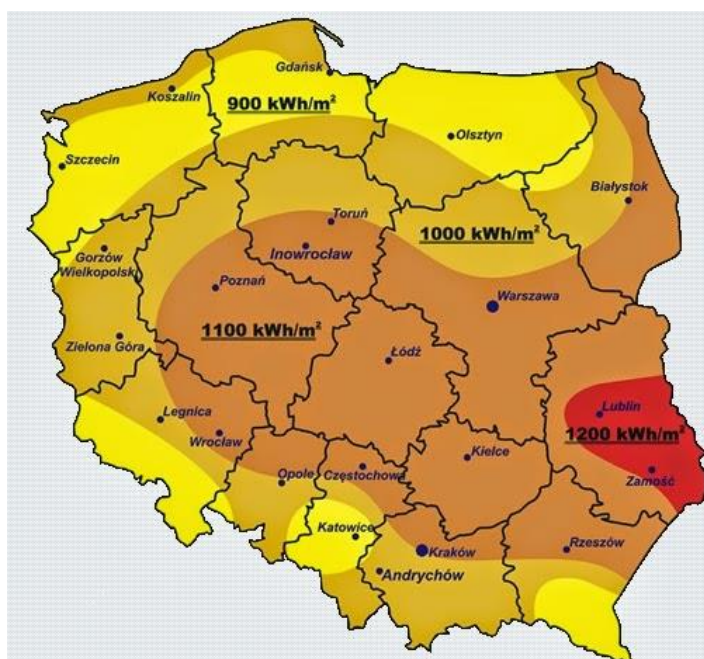 Gdańsk
Koszalin
900 kWh/m²
Olsztyn
Szczecin
Białystok
Toruń
1000 kWh/m²
Inowrocław
Gorzów
Wielkopolski
Poznań
Warszawa
1100 kWh/m²
Zielona Góra
Łódź
Legnica
Lublin
Wrocław
1200 kWh/m²
Kielce
Opole
Częstochowa
Zamość
Katowice
Kraków
Rzeszów
Andrychów